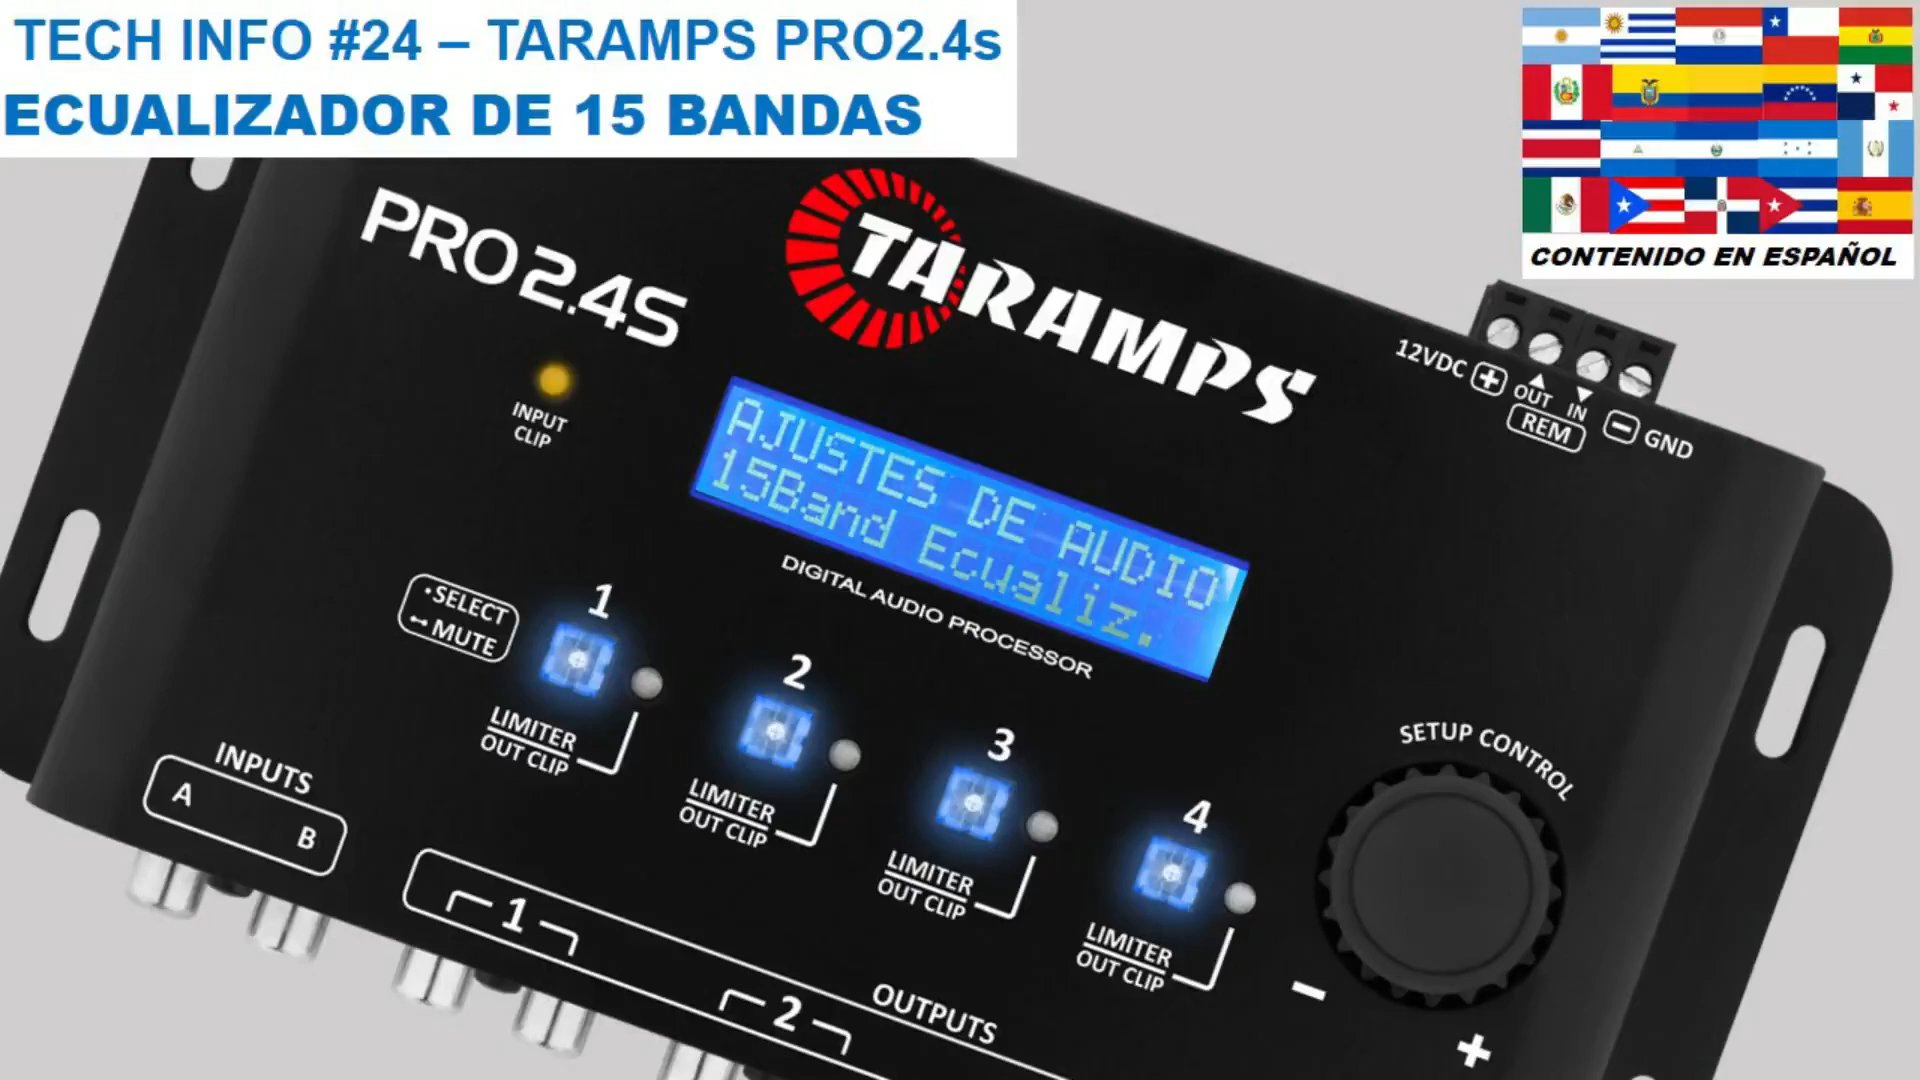 TECH INFO #24 – TARAMPS PRO2.4s
ECUALIZADOR DE 15 BANDAS
CONTENIDO EN ESPAÑOL
PRO2.4S
TARAMPS
12VDC + OUT IN − GND
REM
INPUT
CLIP
AJUSTES DE AUDIO
15Band Ecualiz.
DIGITAL AUDIO PROCESSOR
• SELECT
MUTE
1
LIMITER
OUT CLIP
2
LIMITER
OUT CLIP
3
LIMITER
OUT CLIP
4
LIMITER
OUT CLIP
SETUP CONTROL
−
+
INPUTS
A
B
1
2
OUTPUTS